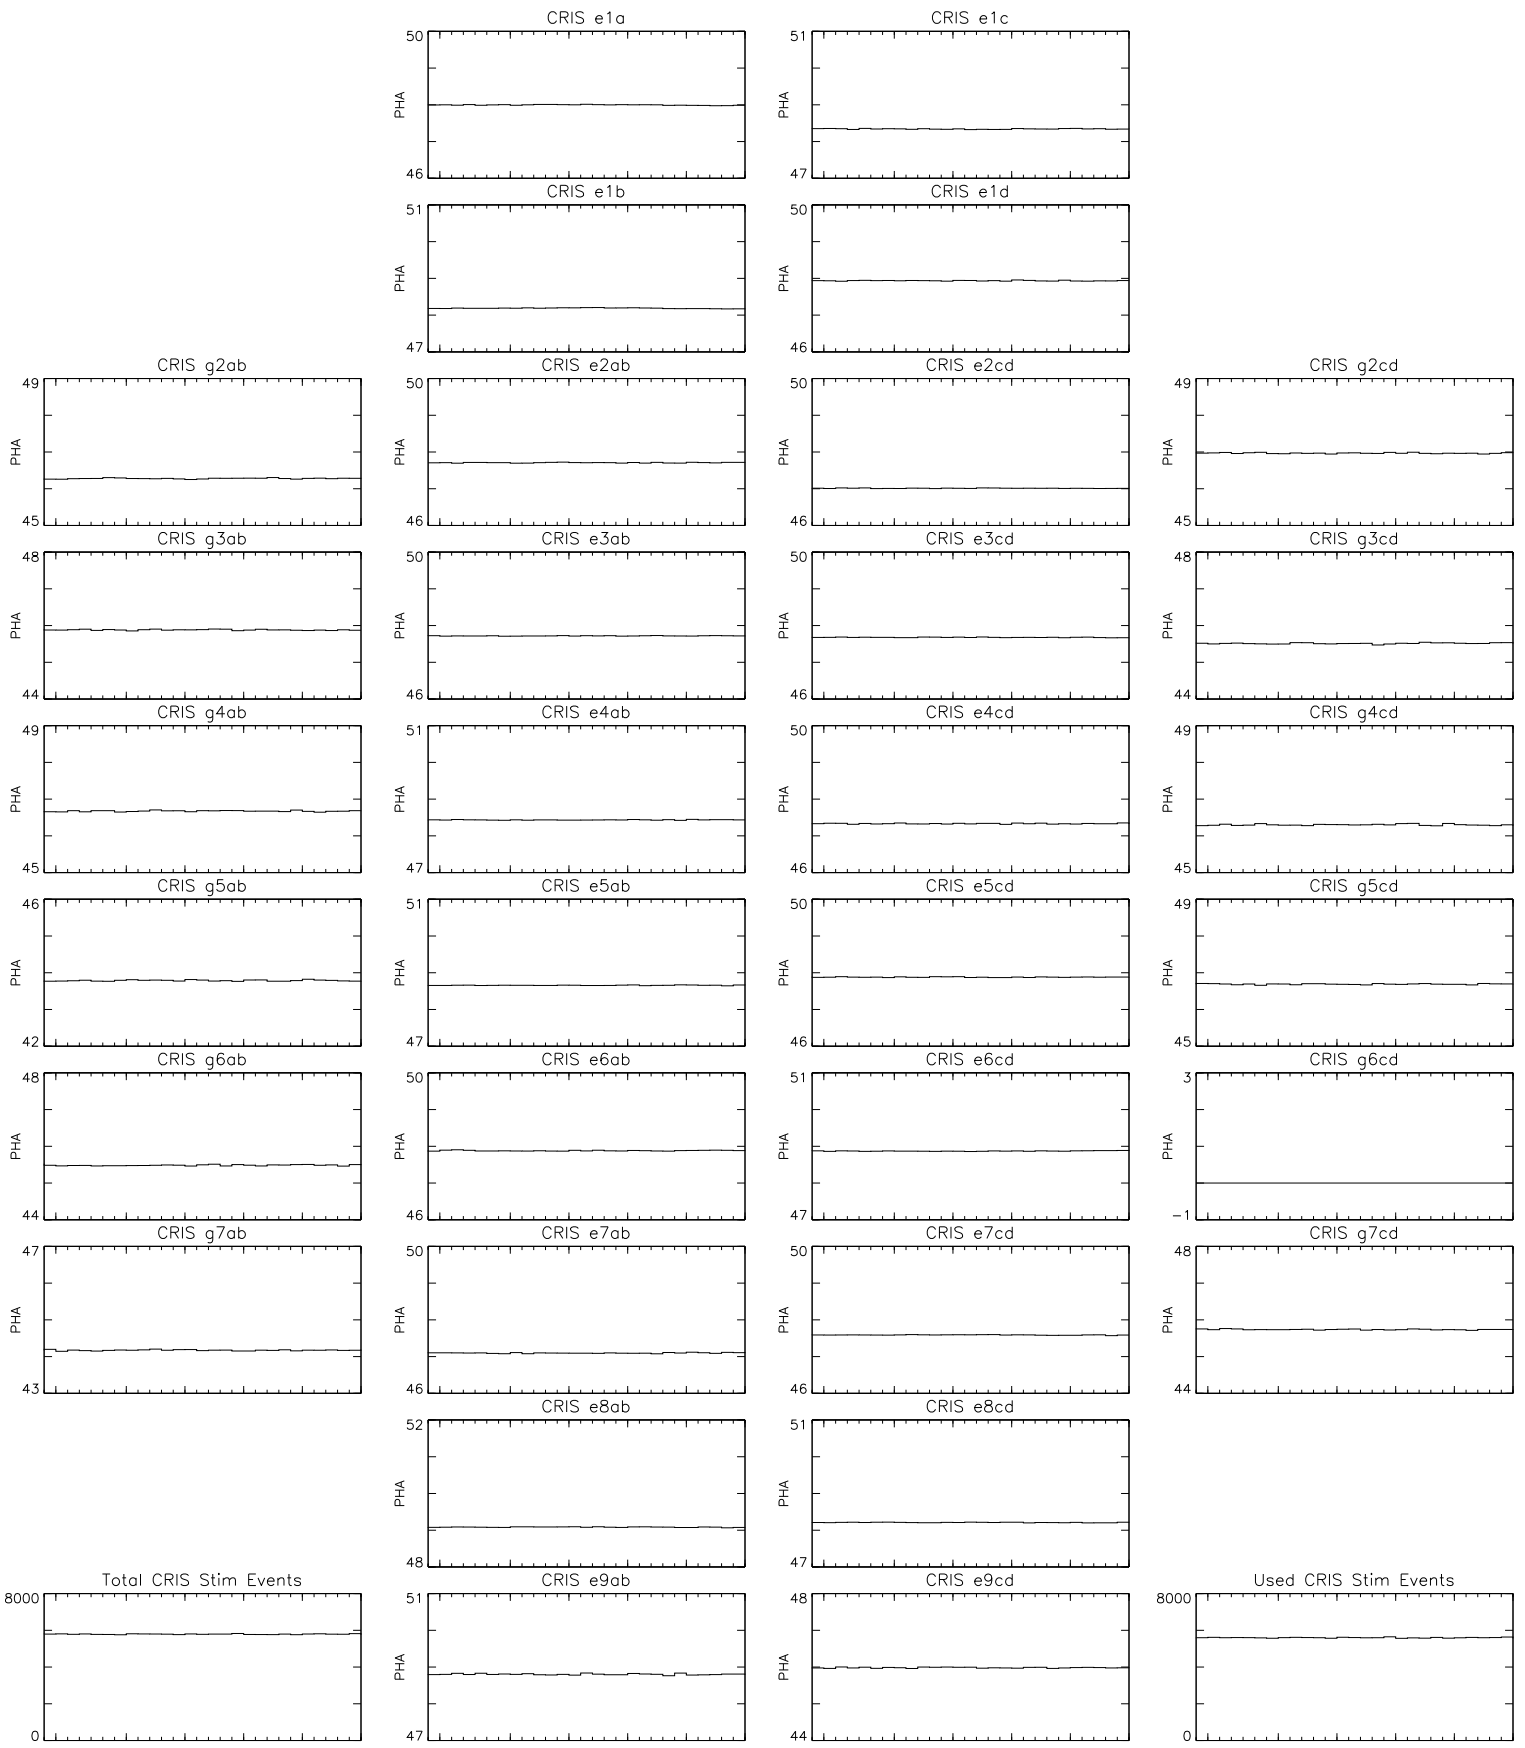 CRIS e1a
50
PHA
46
CRIS e1c
51
PHA
47
CRIS e1b
51
PHA
47
CRIS e1d
50
PHA
46
CRIS g2ab
49
PHA
45
CRIS e2ab
50
PHA
46
CRIS e2cd
50
PHA
46
CRIS g2cd
49
PHA
45
CRIS g3ab
48
PHA
44
CRIS e3ab
50
PHA
46
CRIS e3cd
50
PHA
46
CRIS g3cd
48
PHA
44
CRIS g4ab
49
PHA
45
CRIS e4ab
51
PHA
47
CRIS e4cd
50
PHA
46
CRIS g4cd
49
PHA
45
CRIS g5ab
46
PHA
42
CRIS e5ab
51
PHA
47
CRIS e5cd
50
PHA
46
CRIS g5cd
49
PHA
45
CRIS g6ab
48
PHA
44
CRIS e6ab
50
PHA
46
CRIS e6cd
51
PHA
47
CRIS g6cd
3
PHA
-1
CRIS g7ab
47
PHA
43
CRIS e7ab
50
PHA
46
CRIS e7cd
50
PHA
46
CRIS g7cd
48
PHA
44
CRIS e8ab
52
PHA
48
CRIS e8cd
51
PHA
47
Total CRIS Stim Events
8000
0
CRIS e9ab
51
PHA
47
CRIS e9cd
48
PHA
44
Used CRIS Stim Events
8000
0